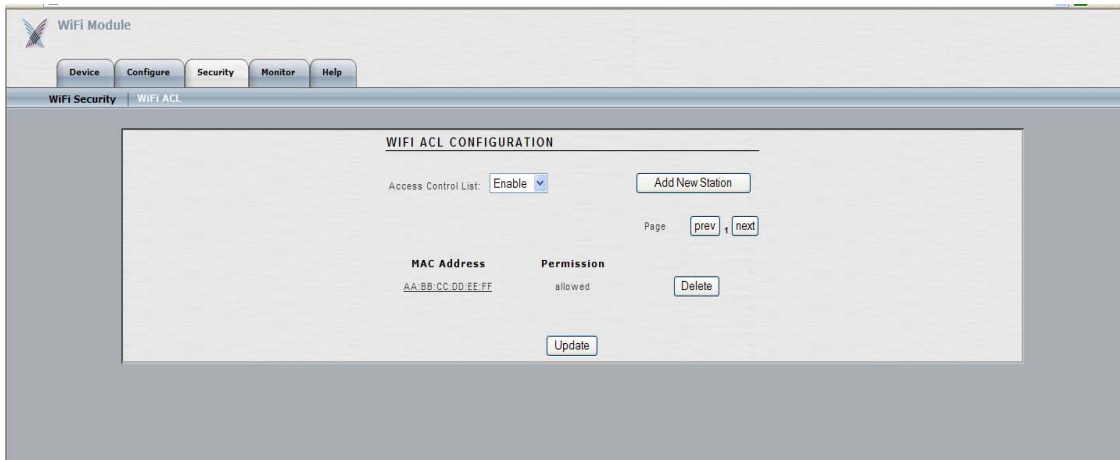 WiFi Module
Device Configure Security Monitor Help
WiFi Security WiFi ACL
WIFI ACL CONFIGURATION
Access Control List: Enable Add New Station
Page prev , next
MAC Address Permission
AA:BB:CC:DD:EE:FF allowed Delete
Update